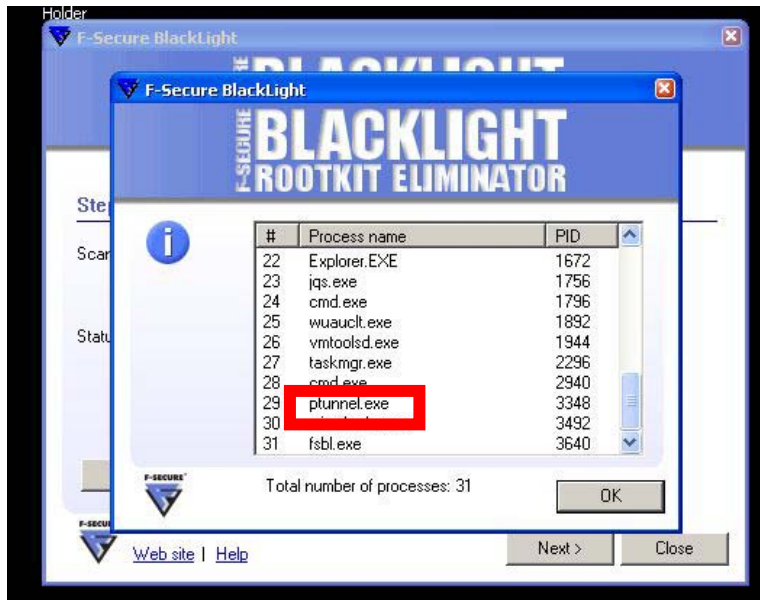 Holder
F-Secure BlackLight
F-Secure BlackLight
F-SECURE BLACKLIGHT
ROOTKIT ELIMINATOR
# Process name PID
22 Explorer.EXE 1672
23 jqs.exe 1756
24 cmd.exe 1796
25 wuauclt.exe 1892
26 vmtoolsd.exe 1944
27 taskmgr.exe 2296
28 cmd.exe 2940
29 ptunnel.exe 3348
30 3492
31 fsbl.exe 3640
F-SECURE
Total number of processes: 31
OK
Web site | Help
Next >
Close